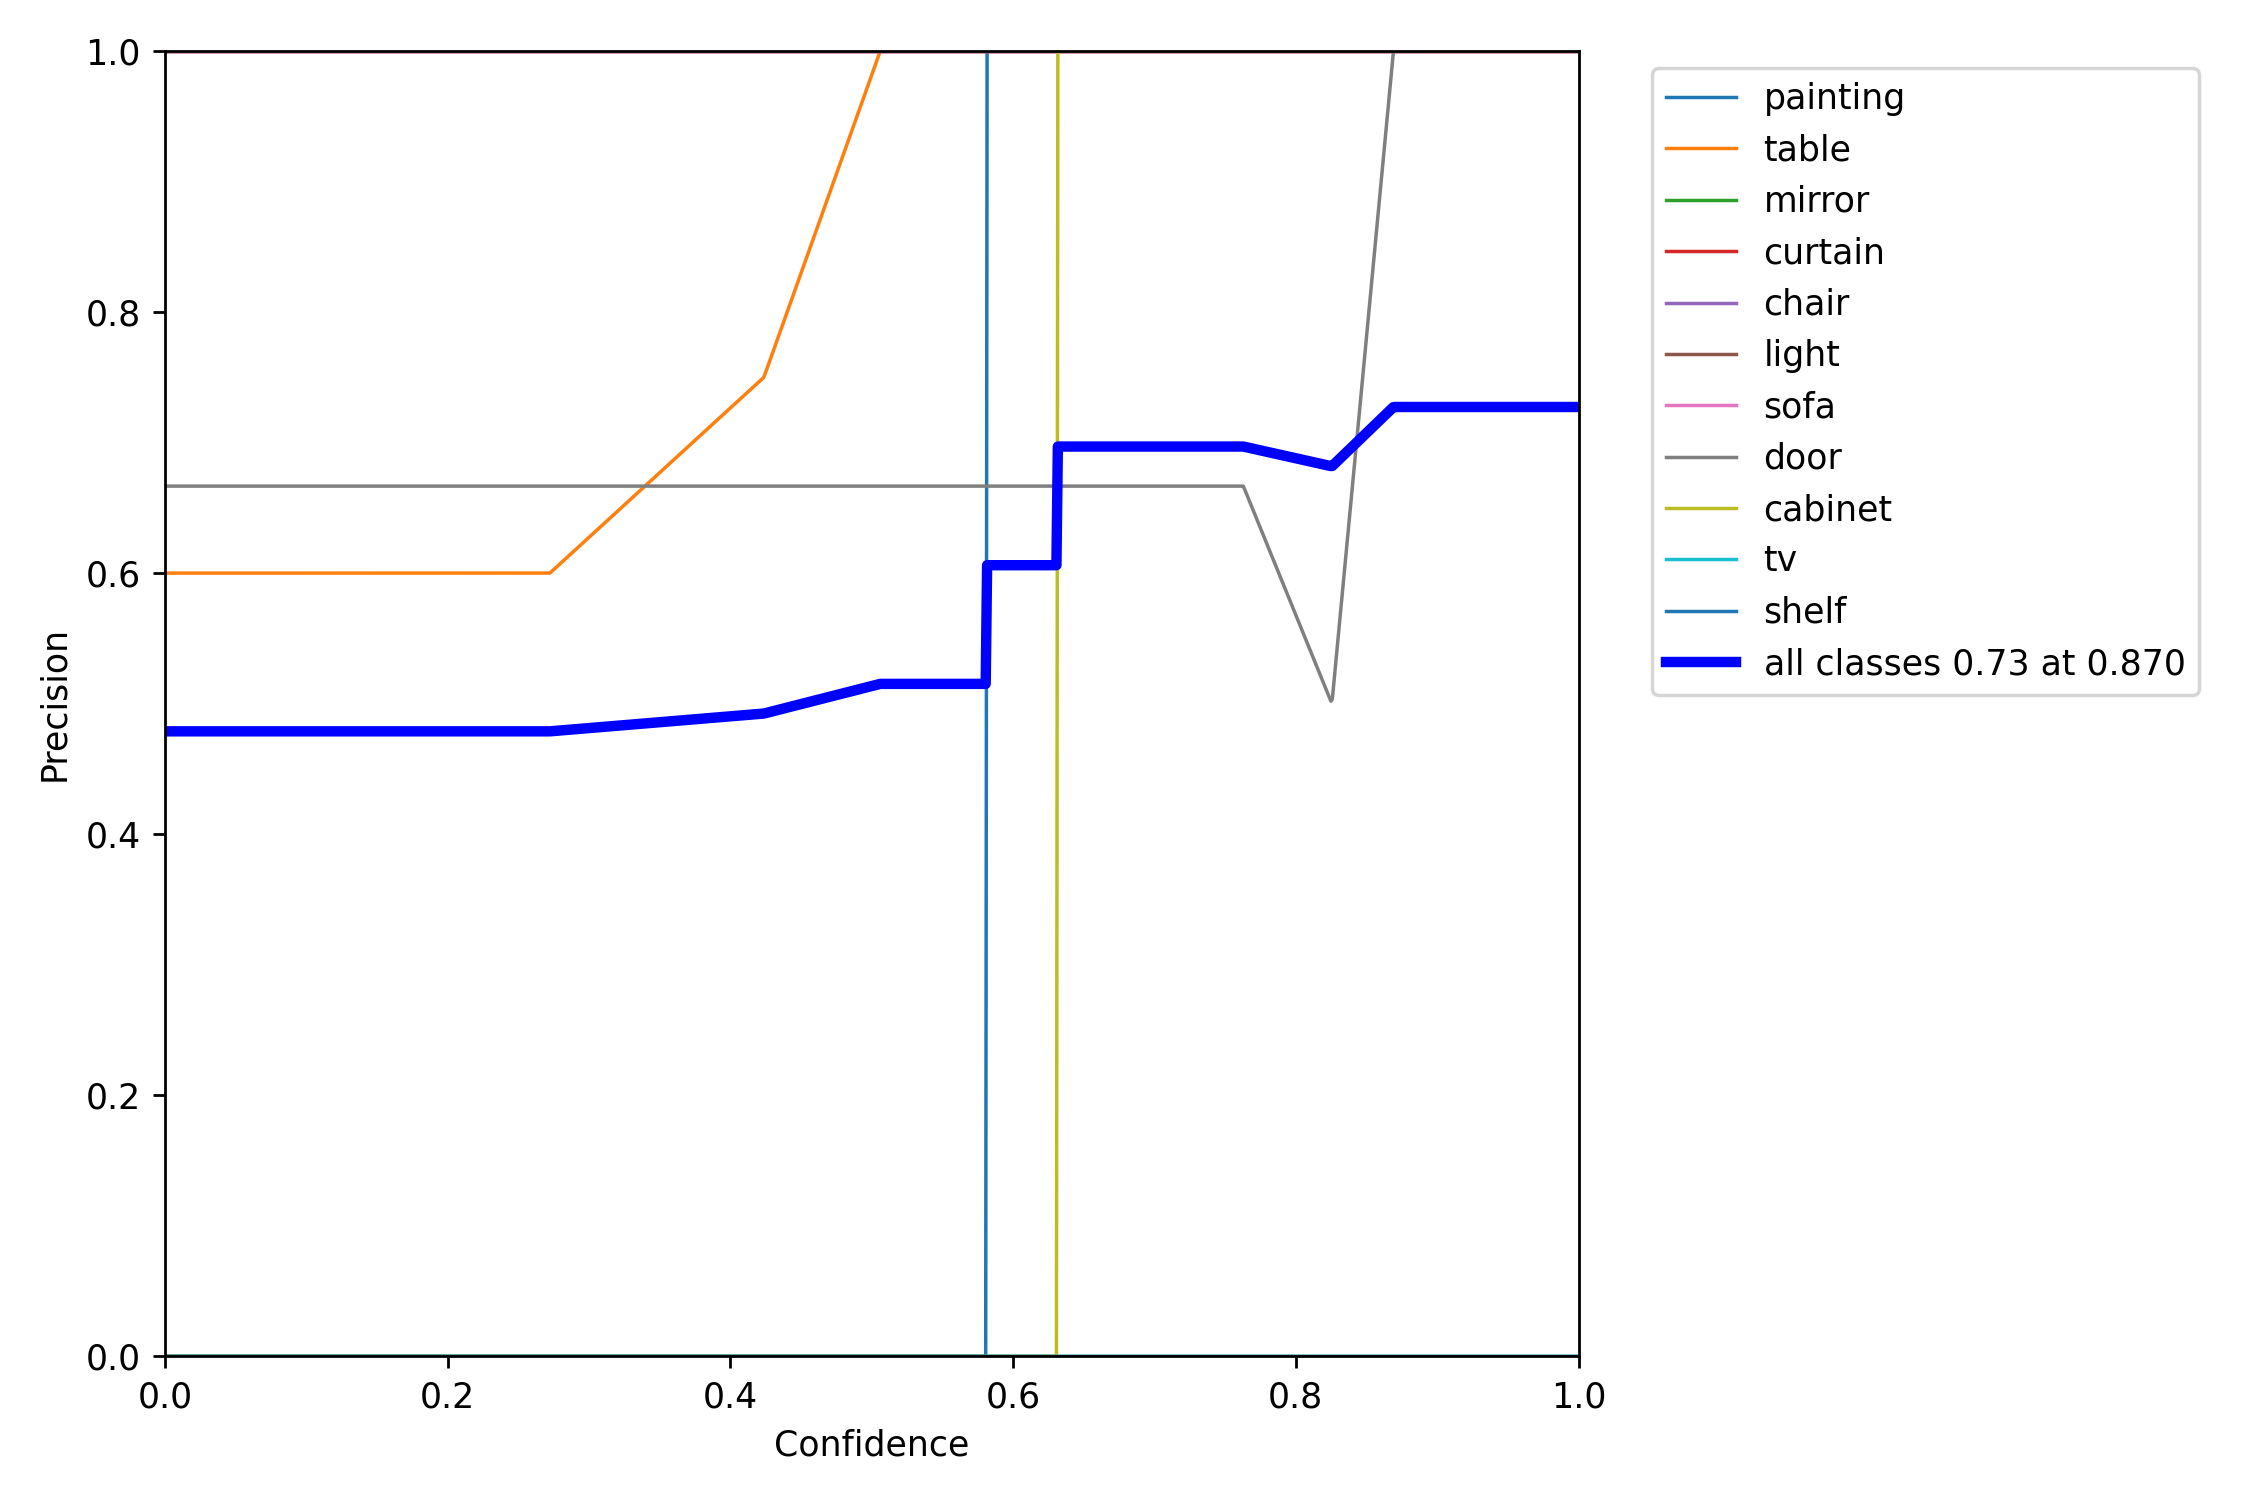 1.0
0.8
0.6
0.4
0.2
0.0
Precision
0.0 0.2 0.4 0.6 0.8 1.0
Confidence
painting
table
mirror
curtain
chair
light
sofa
door
cabinet
tv
shelf
all classes 0.73 at 0.870